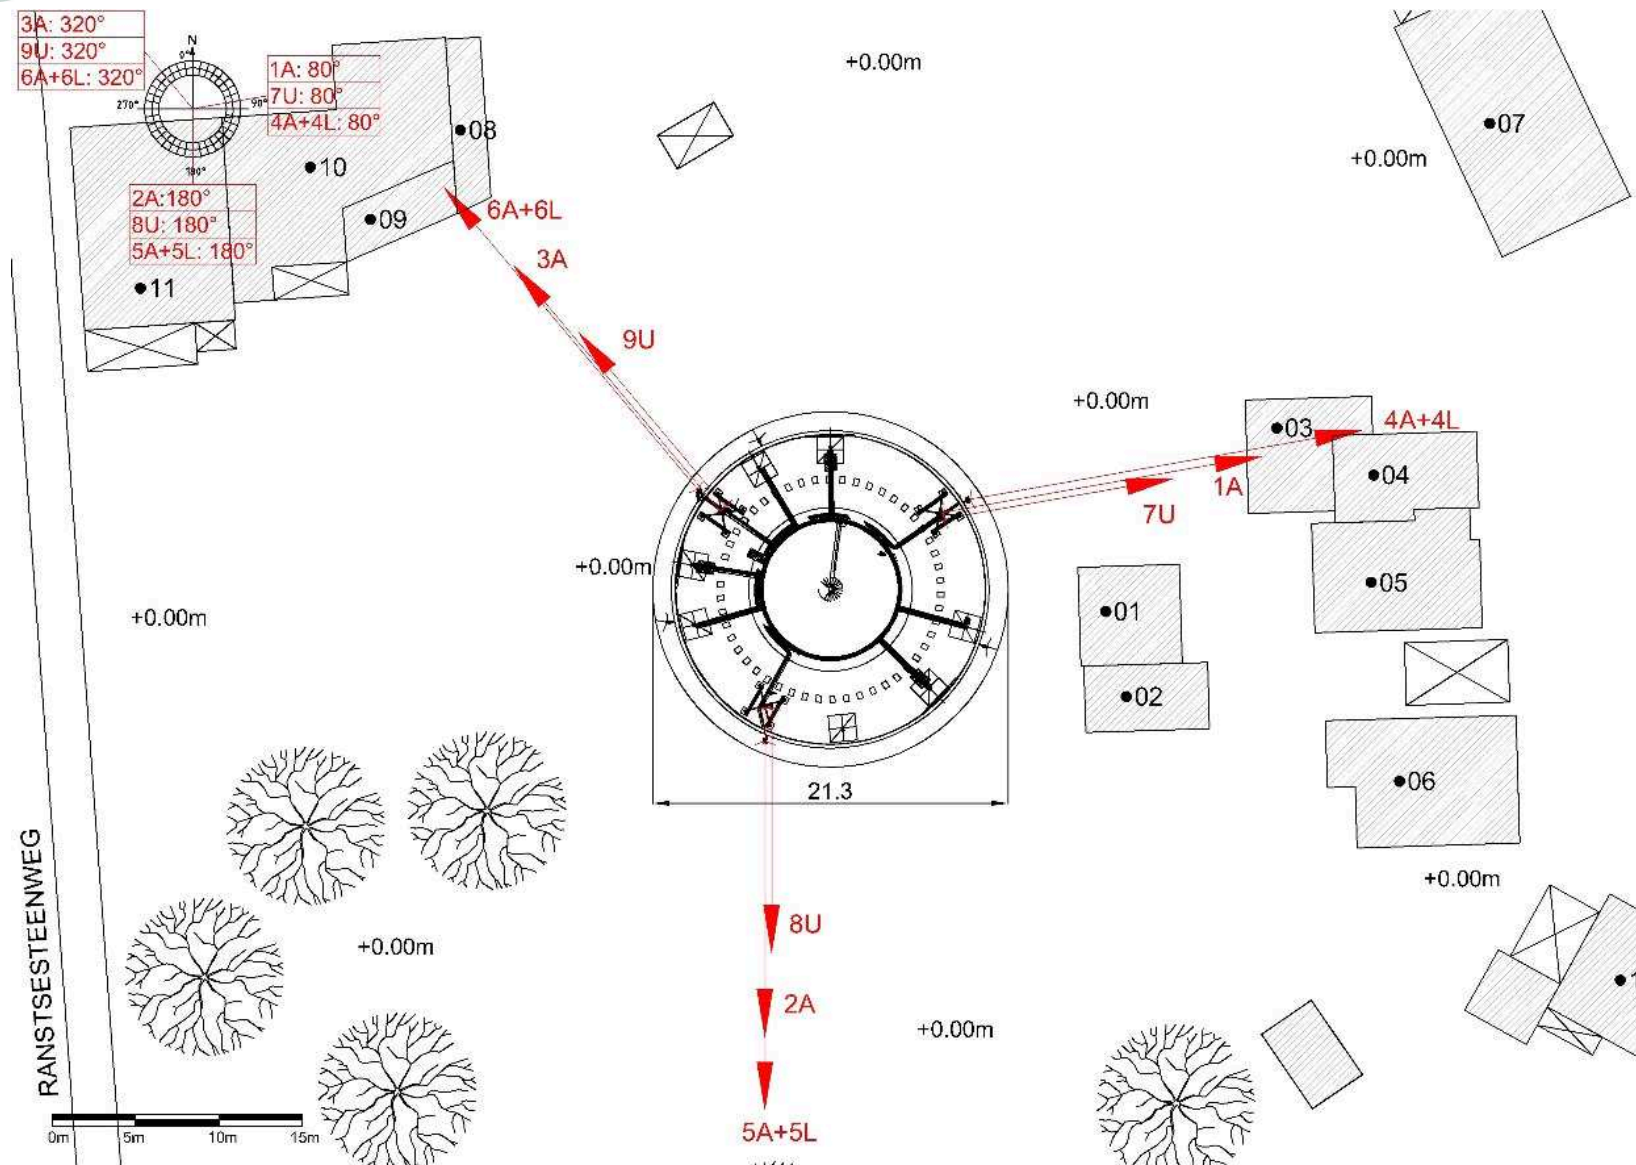 3A: 320°
9U: 320°
6A+6L: 320°
N
0°
270°
90°
180°
1A: 80°
7U: 80°
4A+4L: 80°
2A:180°
8U: 180°
5A+5L: 180°
+0.00m
08
10
09
11
07
+0.00m
6A+6L
3A
9U
+0.00m
03
4A+4L
04
1A
7U
+0.00m
05
01
+0.00m
02
21.3
06
RANSTSESTEENWEG
+0.00m
8U
+0.00m
2A
+0.00m
5A+5L
0m 5m 10m 15m